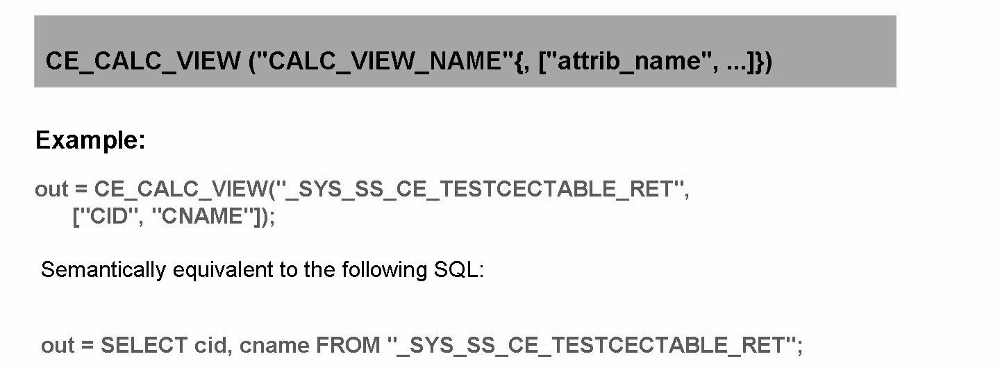 CE_CALC_VIEW ("CALC_VIEW_NAME"{, ["attrib_name", ...]})
Example:
out = CE_CALC_VIEW("_SYS_SS_CE_TESTCECTABLE_RET",
["CID", "CNAME"]);
Semantically equivalent to the following SQL:
out = SELECT cid, cname FROM "_SYS_SS_CE_TESTCECTABLE_RET";